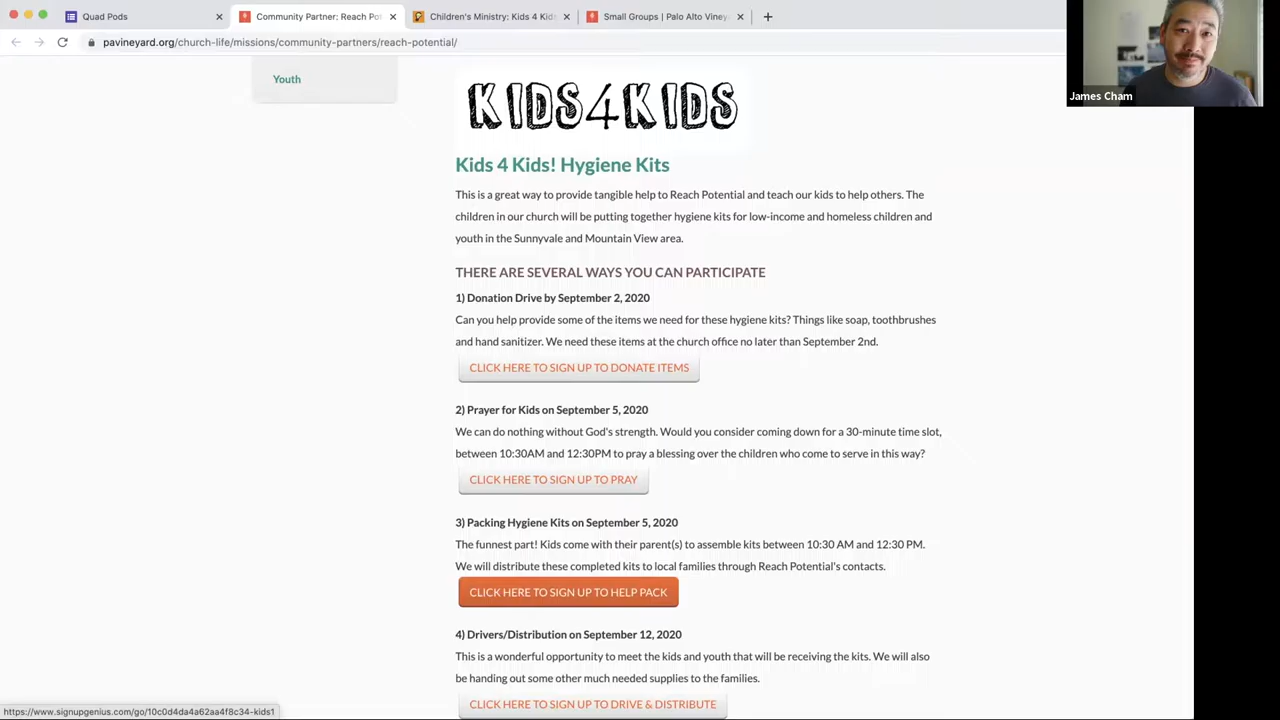 Quad Pods
Community Partner: Reach Po
Children's Ministry: Kids 4 Kids
Small Groups | Palo Alto Viney
pavineyard.org/church-life/missions/community-partners/reach-potential/
James Cham
Youth
KIDS4KIDS
Kids 4 Kids! Hygiene Kits
This is a great way to provide tangible help to Reach Potential and teach our kids to help others. The
children in our church will be putting together hygiene kits for low-income and homeless children and
youth in the Sunnyvale and Mountain View area.
THERE ARE SEVERAL WAYS YOU CAN PARTICIPATE
1) Donation Drive by September 2, 2020
Can you help provide some of the items we need for these hygiene kits? Things like soap, toothbrushes
and hand sanitizer. We need these items at the church office no later than September 2nd.
CLICK HERE TO SIGN UP TO DONATE ITEMS
2) Prayer for Kids on September 5, 2020
We can do nothing without God's strength. Would you consider coming down for a 30-minute time slot,
between 10:30AM and 12:30PM to pray a blessing over the children who come to serve in this way?
CLICK HERE TO SIGN UP TO PRAY
3) Packing Hygiene Kits on September 5, 2020
The funnest part! Kids come with their parent(s) to assemble kits between 10:30 AM and 12:30 PM.
We will distribute these completed kits to local families through Reach Potential's contacts.
CLICK HERE TO SIGN UP TO HELP PACK
4) Drivers/Distribution on September 12, 2020
This is a wonderful opportunity to meet the kids and youth that will be receiving the kits. We will also
be handing out some other much needed supplies to the families.
CLICK HERE TO SIGN UP TO DRIVE & DISTRIBUTE
https://www.signupgenius.com/go/10c0d4da4a62aa4f8c34-kids1